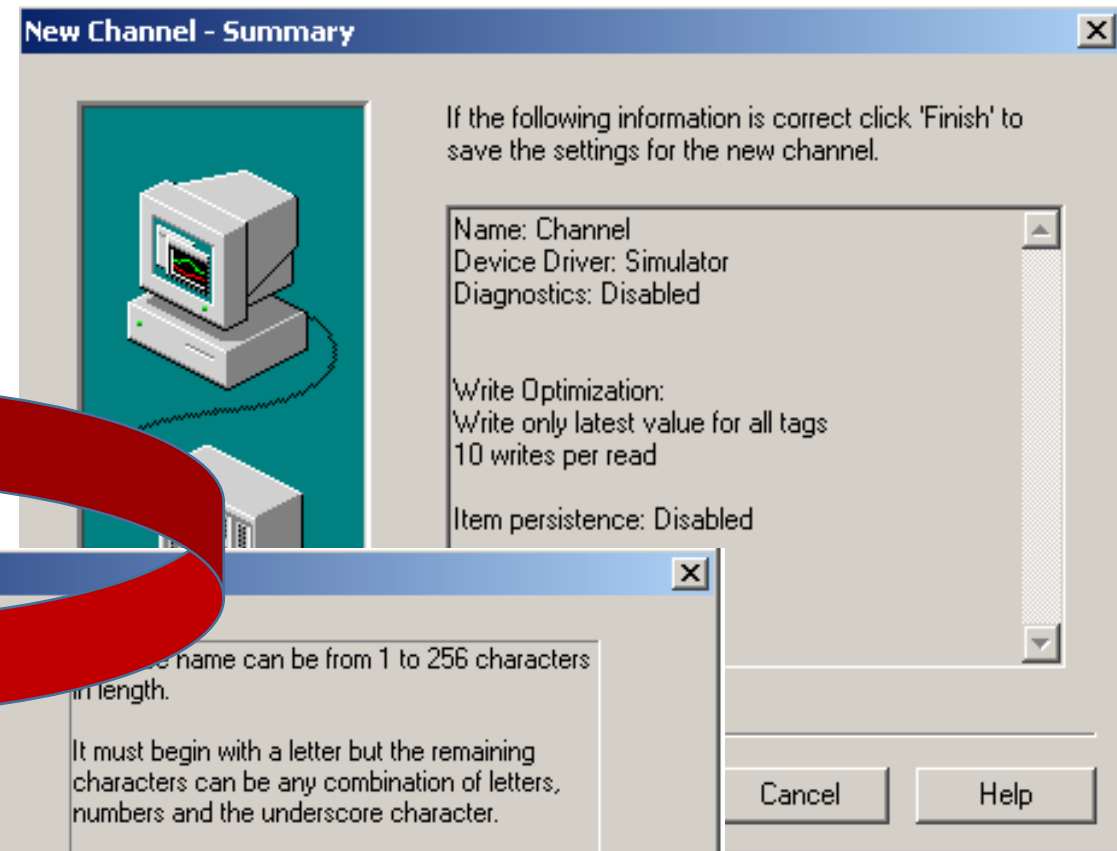 New Channel - Summary
If the following information is correct click 'Finish' to
save the settings for the new channel.
Name: Channel
Device Driver: Simulator
Diagnostics: Disabled
Write Optimization:
Write only latest value for all tags
10 writes per read
Item persistence: Disabled
name can be from 1 to 256 characters
in length.
It must begin with a letter but the remaining
characters can be any combination of letters,
numbers and the underscore character.
Cancel
Help